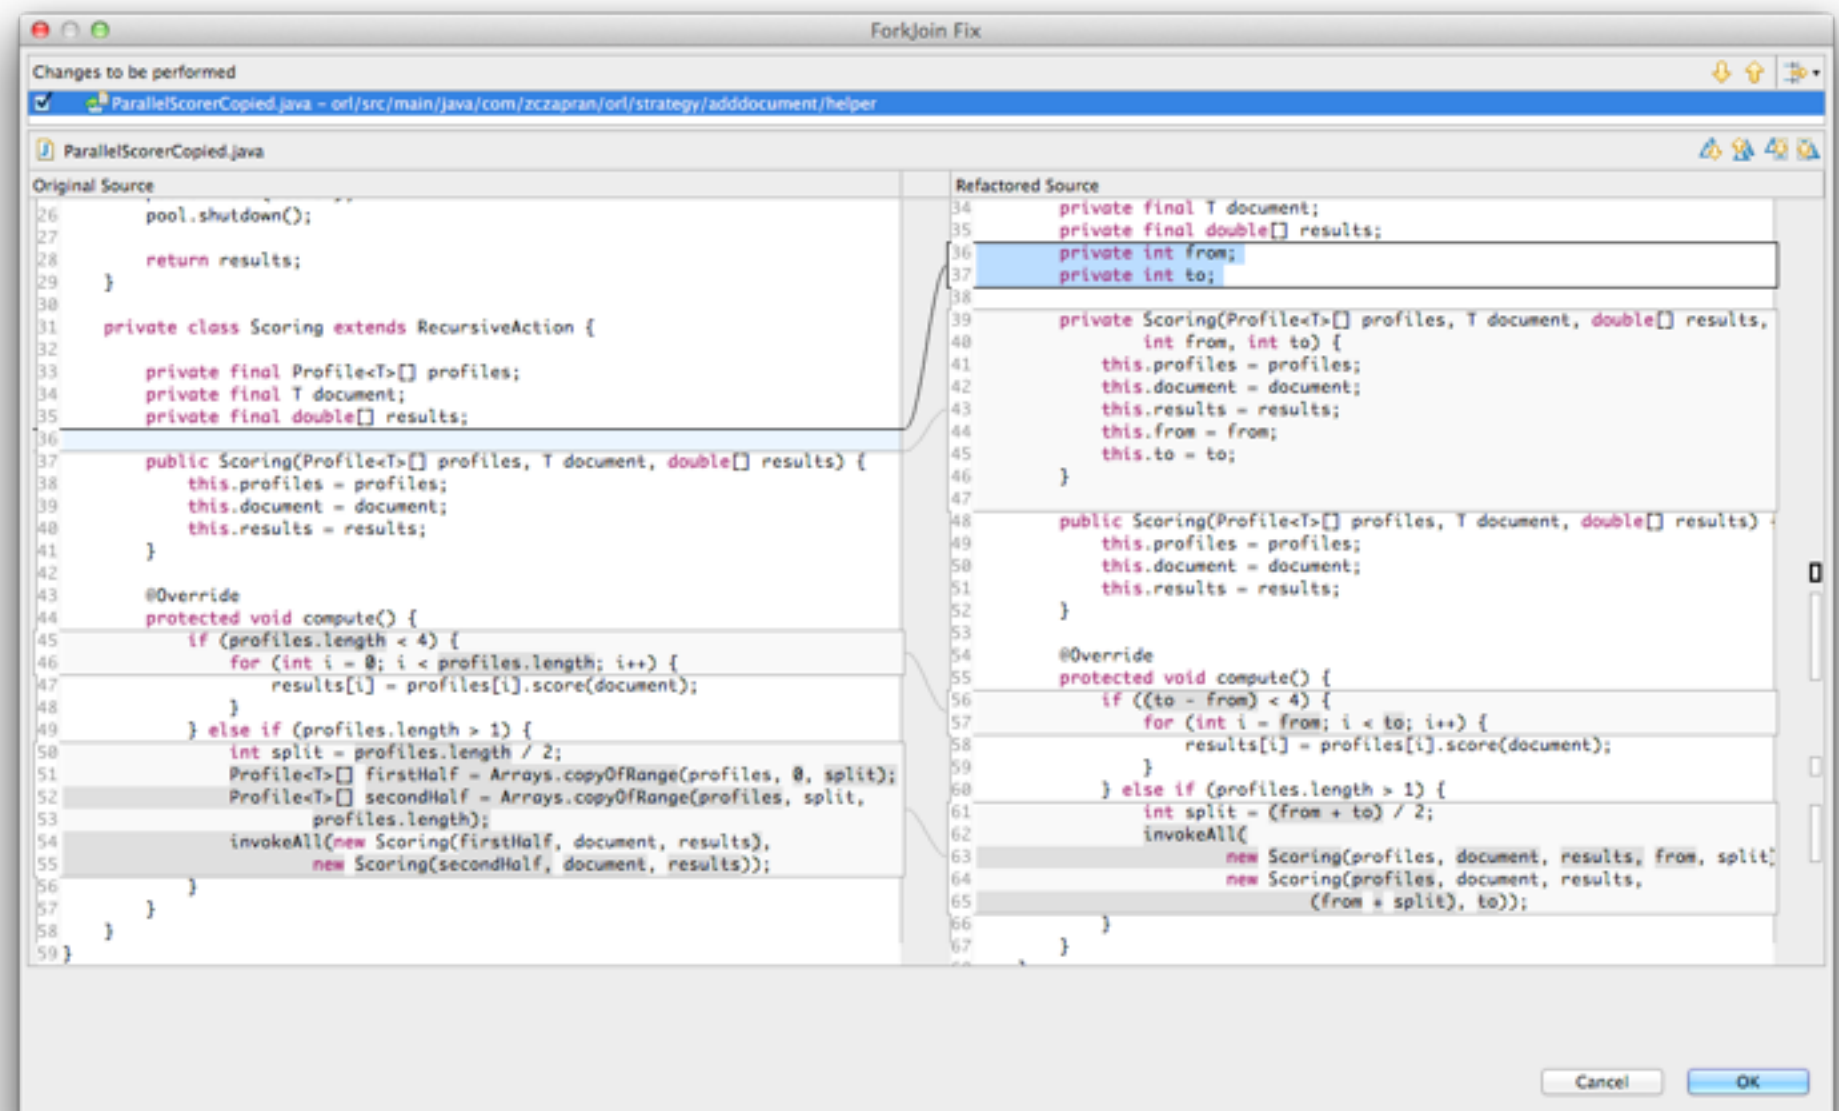 ForkJoin Fix
Changes to be performed
ParallelScorerCopied.java – orl/src/main/java/com/zczapran/orl/strategy/adddocument/helper
ParallelScorerCopied.java
Original Source
26 pool.shutdown();
27
28 return results;
29 }
30
31 private class Scoring extends RecursiveAction {
32
33 private final Profile<T>[] profiles;
34 private final T document;
35 private final double[] results;
36
37 public Scoring(Profile<T>[] profiles, T document, double[] results) {
38 this.profiles = profiles;
39 this.document = document;
40 this.results = results;
41 }
42
43 @Override
44 protected void compute() {
45 if (profiles.length < 4) {
46 for (int i = 0; i < profiles.length; i++) {
47 results[i] = profiles[i].score(document);
48 }
49 } else if (profiles.length > 1) {
50 int split = profiles.length / 2;
51 Profile<T>[] firstHalf = Arrays.copyOfRange(profiles, 0, split);
52 Profile<T>[] secondHalf = Arrays.copyOfRange(profiles, split,
53 profiles.length);
54 invokeAll(new Scoring(firstHalf, document, results),
55 new Scoring(secondHalf, document, results));
56 }
57 }
58 }
59 }
Refactored Source
34 private final T document;
35 private final double[] results;
36 private int from;
37 private int to;
38
39 private Scoring(Profile<T>[] profiles, T document, double[] results,
40 int from, int to) {
41 this.profiles = profiles;
42 this.document = document;
43 this.results = results;
44 this.from = from;
45 this.to = to;
46 }
47
48 public Scoring(Profile<T>[] profiles, T document, double[] results)
49 this.profiles = profiles;
50 this.document = document;
51 this.results = results;
52 }
53
54 @Override
55 protected void compute() {
56 if ((to - from) < 4) {
57 for (int i = from; i < to; i++) {
58 results[i] = profiles[i].score(document);
59 }
60 } else if (profiles.length > 1) {
61 int split = (from + to) / 2;
62 invokeAll(
63 new Scoring(profiles, document, results, from, split
64 new Scoring(profiles, document, results,
65 (from + split), to));
66 }
67 }
Cancel
OK